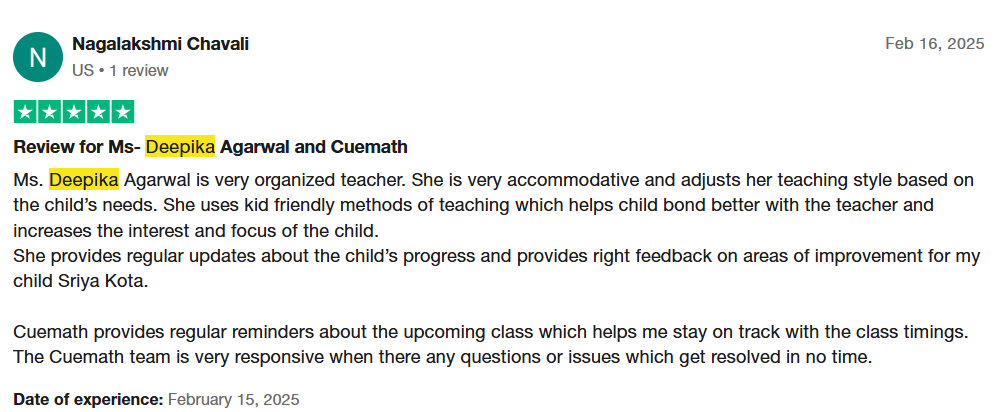 N
Nagalakshmi Chavali
Feb 16, 2025
US • 1 review
Review for Ms- Deepika Agarwal and Cuemath
Ms. Deepika Agarwal is very organized teacher. She is very accommodative and adjusts her teaching style based on
the child’s needs. She uses kid friendly methods of teaching which helps child bond better with the teacher and
increases the interest and focus of the child.
She provides regular updates about the child’s progress and provides right feedback on areas of improvement for my
child Sriya Kota.
Cuemath provides regular reminders about the upcoming class which helps me stay on track with the class timings.
The Cuemath team is very responsive when there any questions or issues which get resolved in no time.
Date of experience: February 15, 2025